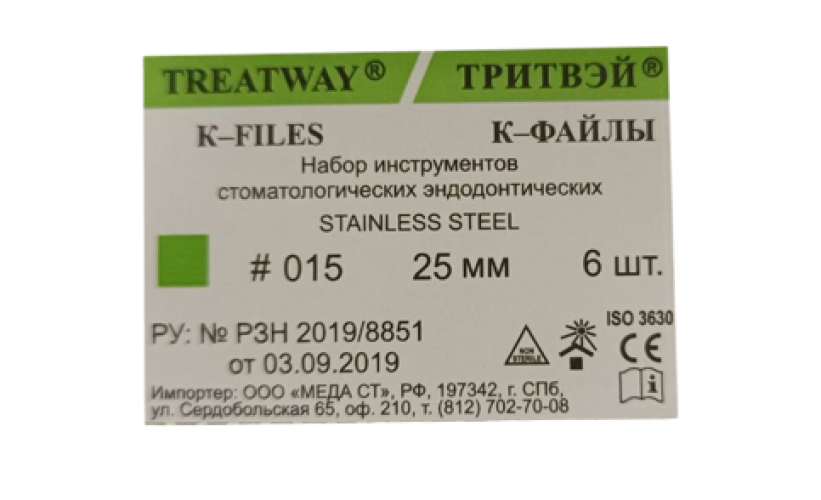 TREATWAY® / ТРИТВЭЙ®
K–FILES К–ФАЙЛЫ
Набор инструментов
стоматологических эндодонтических
STAINLESS STEEL
# 015 25 мм 6 шт.
РУ: № РЗН 2019/8851
от 03.09.2019
NON
STERILE
ISO 3630
CE
i
Импортер: ООО «МЕДА СТ», РФ, 197342, г. СПб,
ул. Сердобольская 65, оф. 210, т. (812) 702-70-08